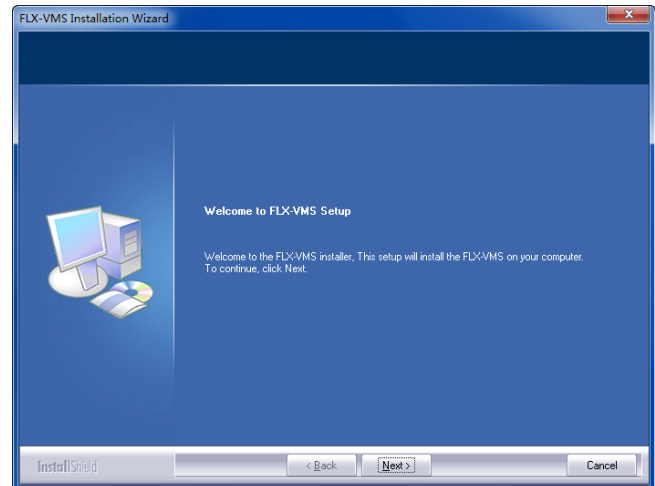 FLX-VMS Installation Wizard
Welcome to FLX-VMS Setup
Welcome to the FLX-VMS installer, This setup will install the FLX-VMS on your computer.
To continue, click Next.
InstallShield
< Back
Next >
Cancel